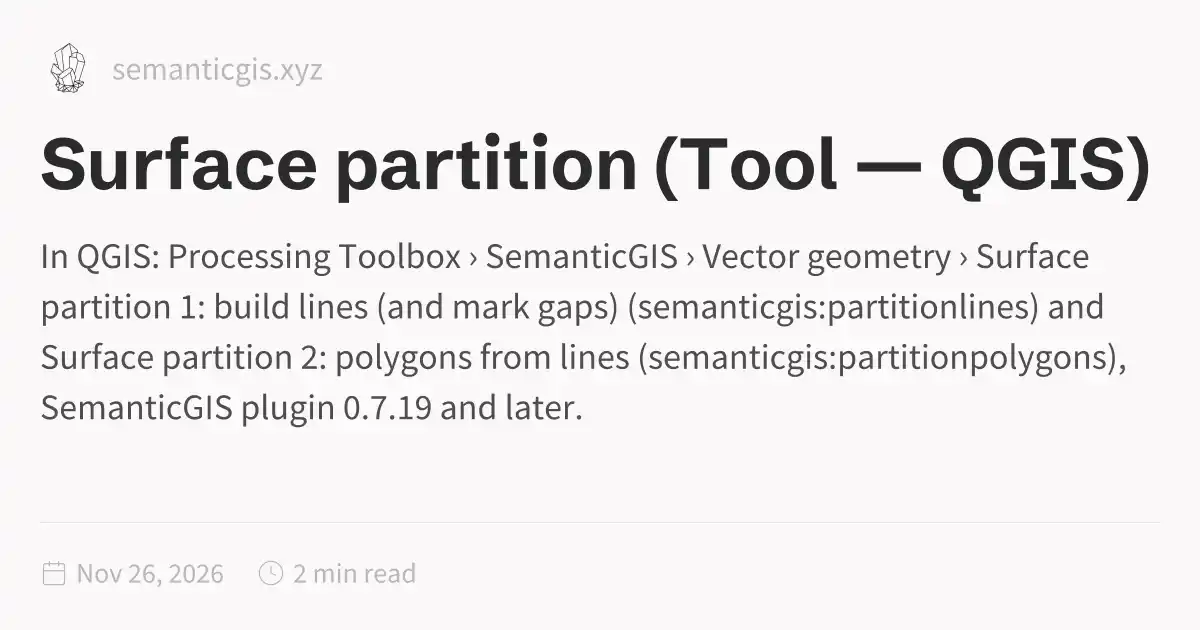 semanticgis.xyz
Surface partition (Tool — QGIS)
In QGIS: Processing Toolbox › SemanticGIS › Vector geometry › Surface
partition 1: build lines (and mark gaps) (semanticgis:partitionlines) and
Surface partition 2: polygons from lines (semanticgis:partitionpolygons),
SemanticGIS plugin 0.7.19 and later.
Nov 26, 2026 2 min read